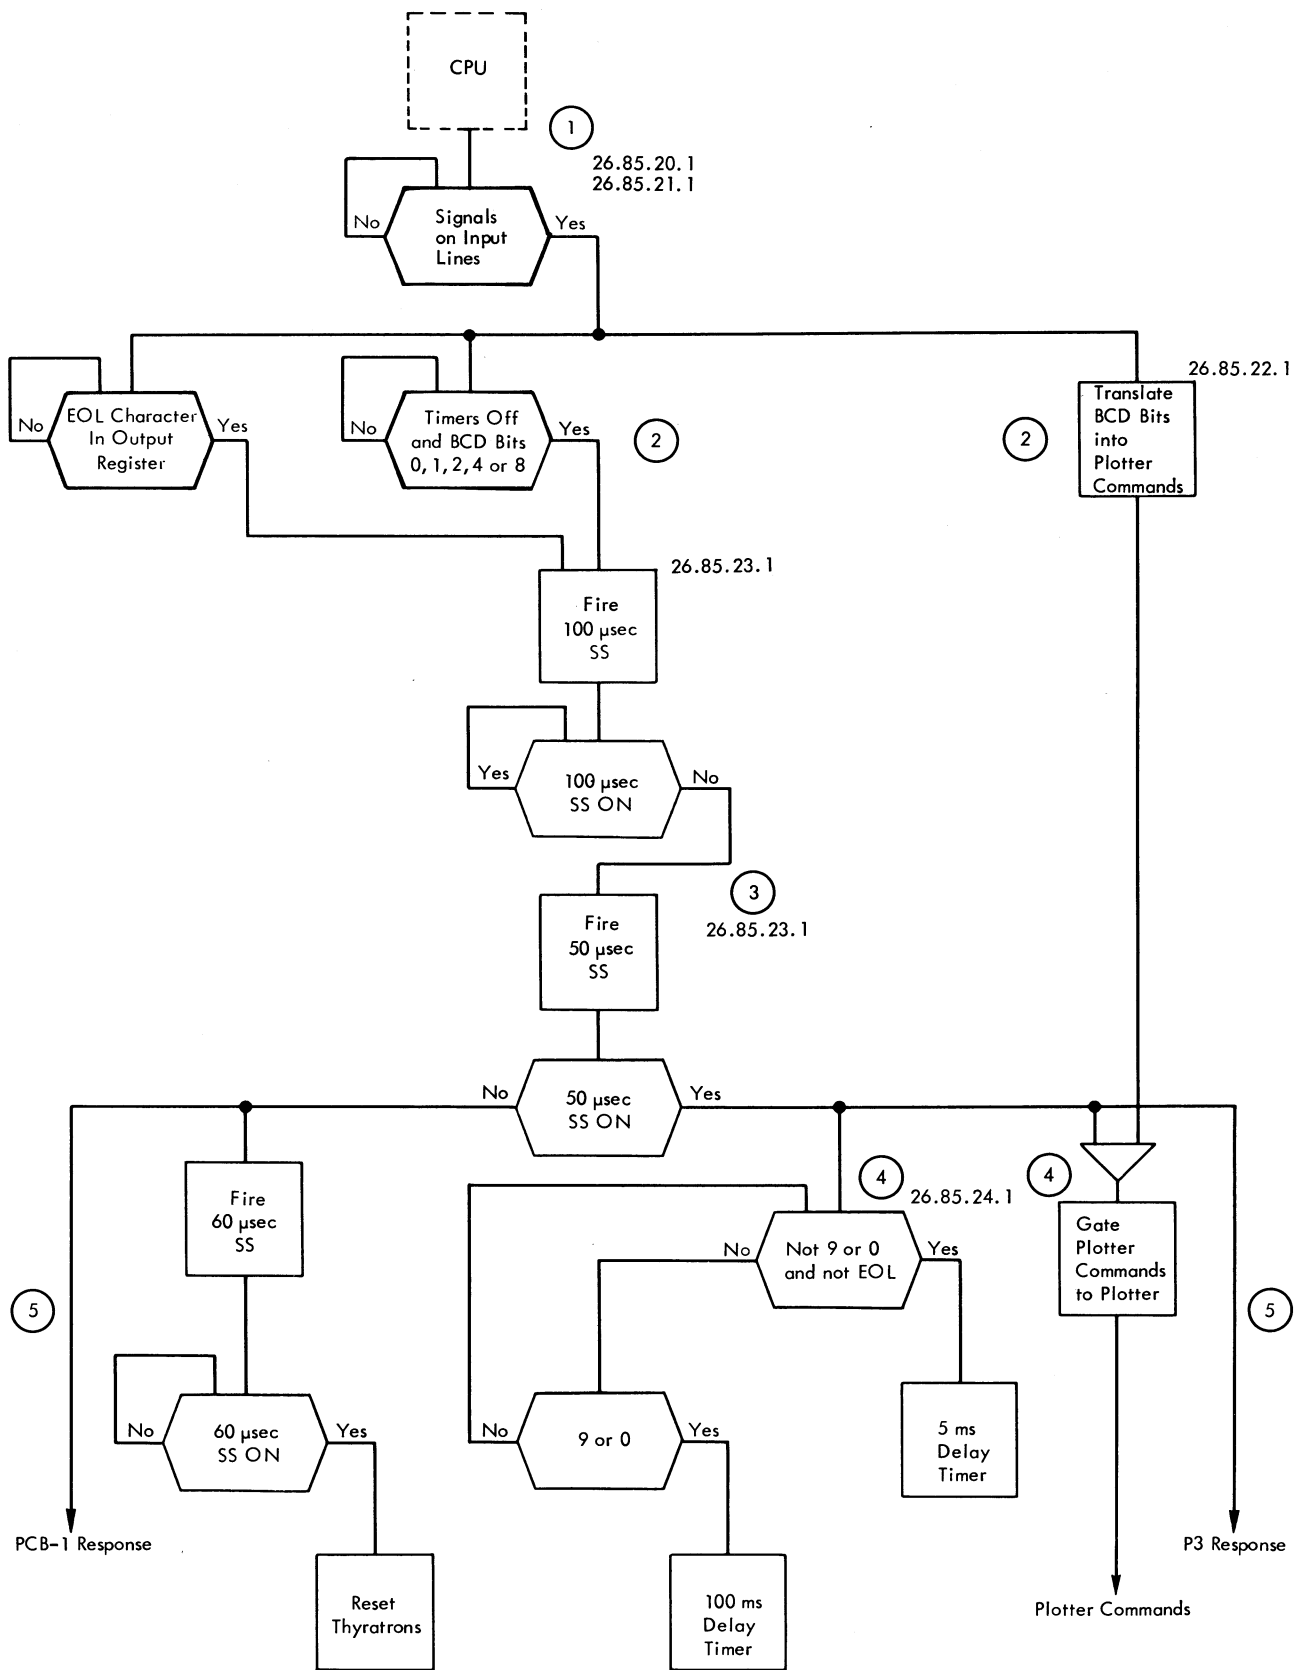 CPU
1
26.85.20.1
26.85.21.1
No
Signals
on Input
Lines
Yes
No
EOL Character
In Output
Register
Yes
No
Timers Off
and BCD Bits
0, 1, 2, 4 or 8
Yes
2
2
26.85.22.1
Translate
BCD Bits
into
Plotter
Commands
26.85.23.1
Fire
100 μsec
SS
Yes
100 μsec
SS ON
No
3
26.85.23.1
Fire
50 μsec
SS
No
50 μsec
SS ON
Yes
Fire
60 μsec
SS
4
26.85.24.1
4
No
Not 9 or 0
and not EOL
Yes
Gate
Plotter
Commands
to Plotter
5
5
No
60 μsec
SS ON
Yes
No
9 or 0
Yes
5 ms
Delay
Timer
PCB-1 Response
P3 Response
Reset
Thyratrons
100 ms
Delay
Timer
Plotter Commands